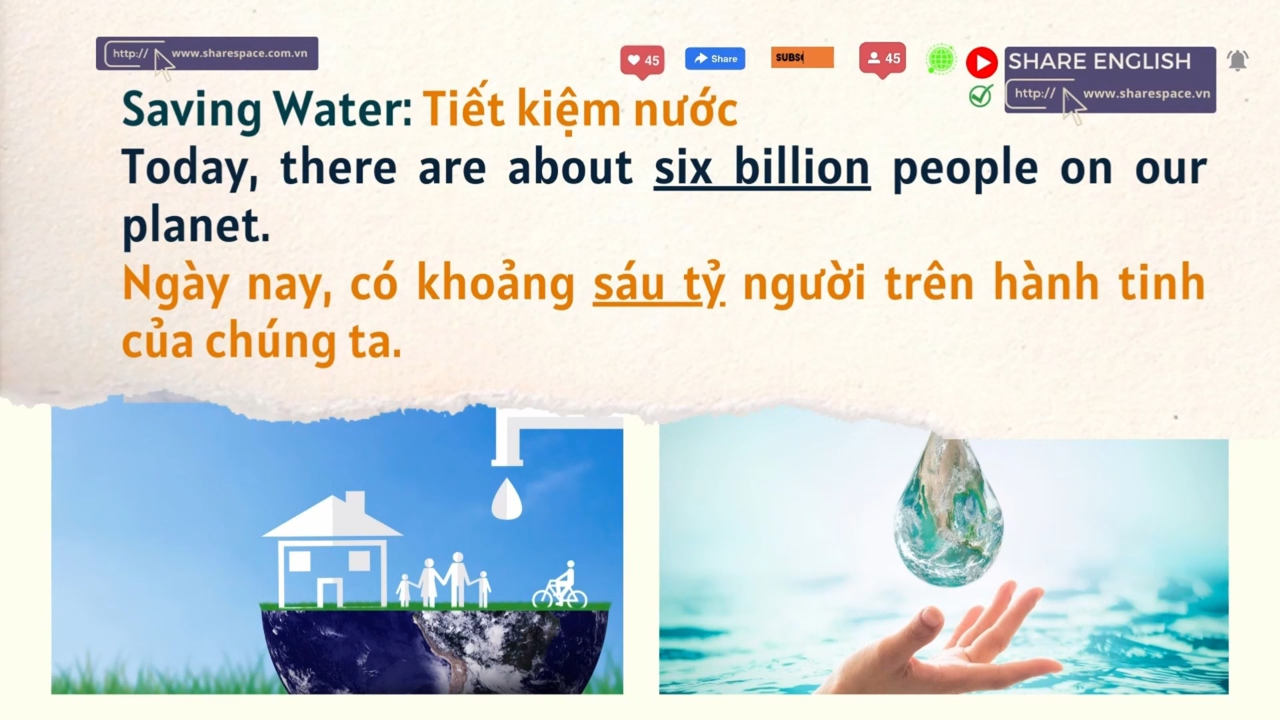 http:// www.sharespace.com.vn
45
Share
SUBSC
45
SHARE ENGLISH
http:// www.sharespace.vn
Saving Water: Tiết kiệm nước
Today, there are about six billion people on our
planet.
Ngày nay, có khoảng sáu tỷ người trên hành tinh
của chúng ta.